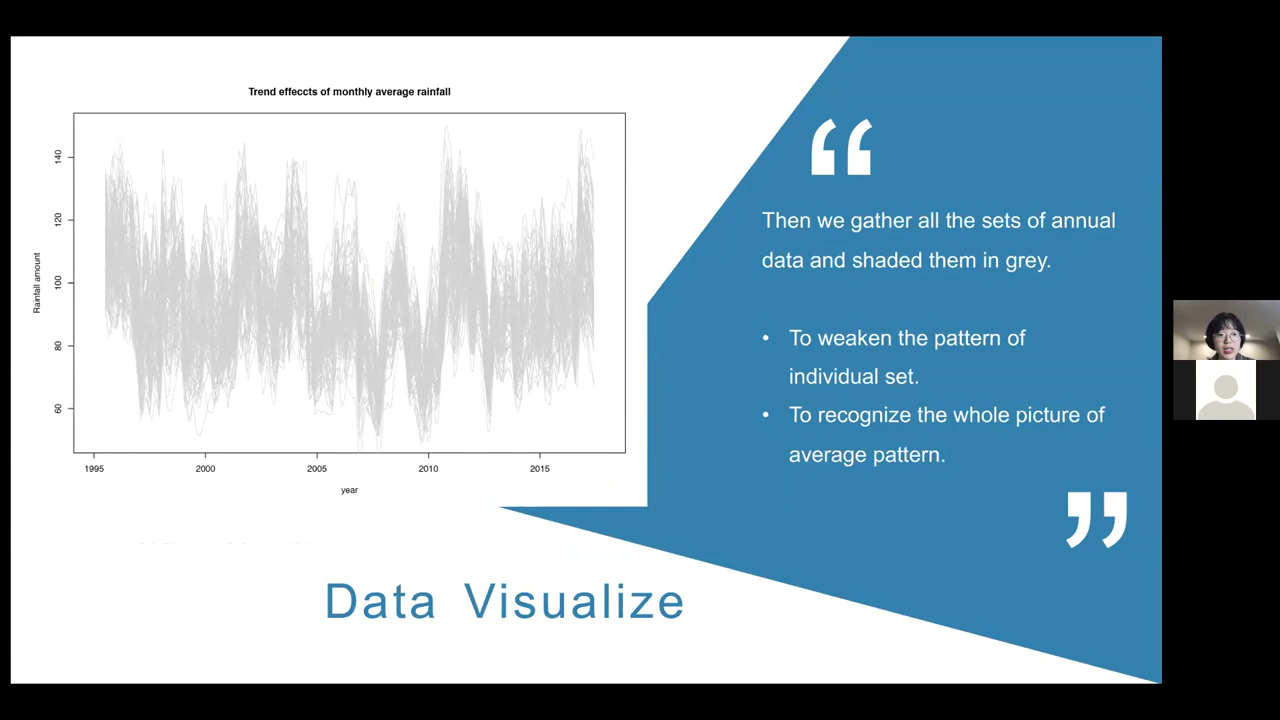 Trend effeccts of monthly average rainfall
140
120
100
80
60
Rainfall amount
1995 2000 2005 2010 2015
year
“
Then we gather all the sets of annual
data and shaded them in grey.
• To weaken the pattern of
individual set.
• To recognize the whole picture of
average pattern.
”
Data Visualize